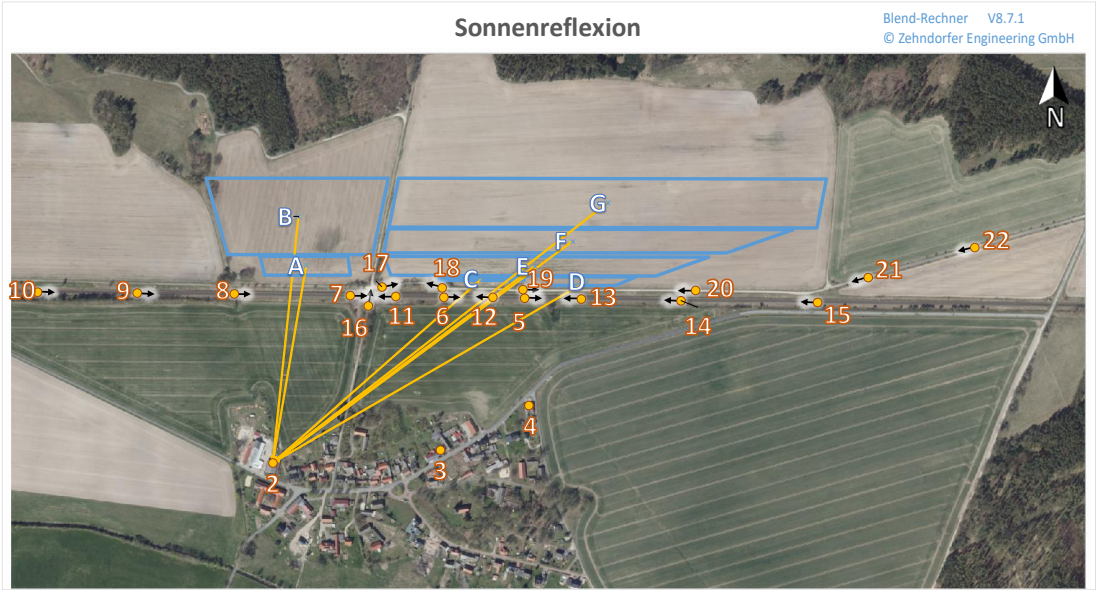 Sonnenreflexion
Blend-Rechner V8.7.1
© Zehndorfer Engineering GmbH
N
B
G
F
A
17
18
C
E
19
D
20
21
22
10
9
8
7
16
11
6
12
5
13
14
15
4
3
2